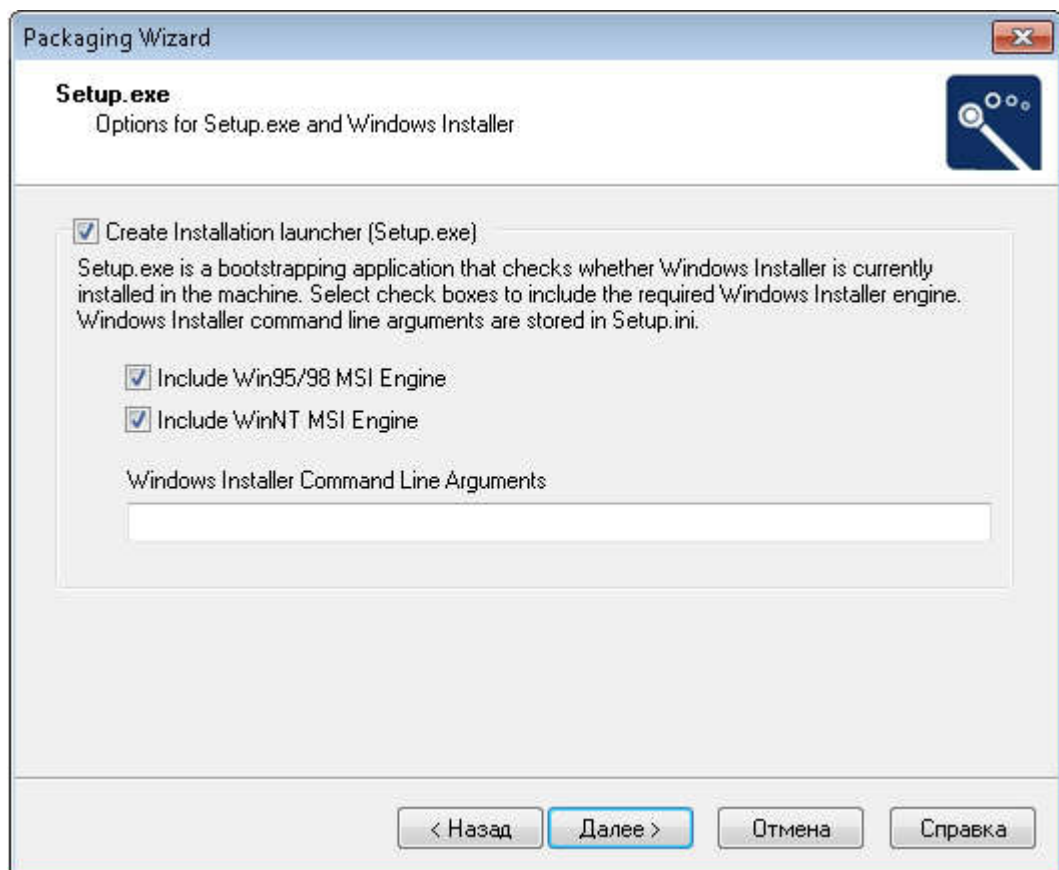 Packaging Wizard
Setup.exe
Options for Setup.exe and Windows Installer
Create Installation launcher (Setup.exe)
Setup.exe is a bootstrapping application that checks whether Windows Installer is currently
installed in the machine. Select check boxes to include the required Windows Installer engine.
Windows Installer command line arguments are stored in Setup.ini.
Include Win95/98 MSI Engine
Include WinNT MSI Engine
Windows Installer Command Line Arguments
< Назад Далее > Отмена Справка